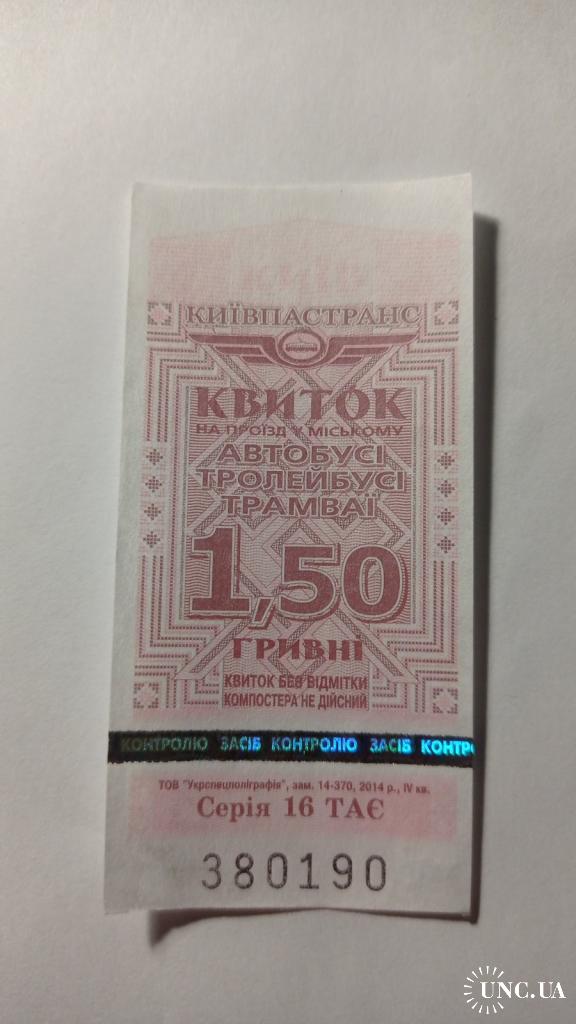 КИЇВПАСТРАНС
КВИТОК
НА ПРОЇЗД У МІСЬКОМУ
АВТОБУСІ
ТРОЛЕЙБУСІ
ТРАМВАЇ
1,50
ГРИВНІ
КВИТОК БЕЗ ВІДМІТКИ
КОМПОСТЕРА НЕ ДІЙСНИЙ
КОНТРОЛЮ ЗАСІБ КОНТРОЛЮ ЗАСІБ КОНТРО
ТОВ "Укрспецполіграфія", зам. 14-370, 2014 р., IV кв.
Серія 16 ТАЄ
380190
UNC.UA